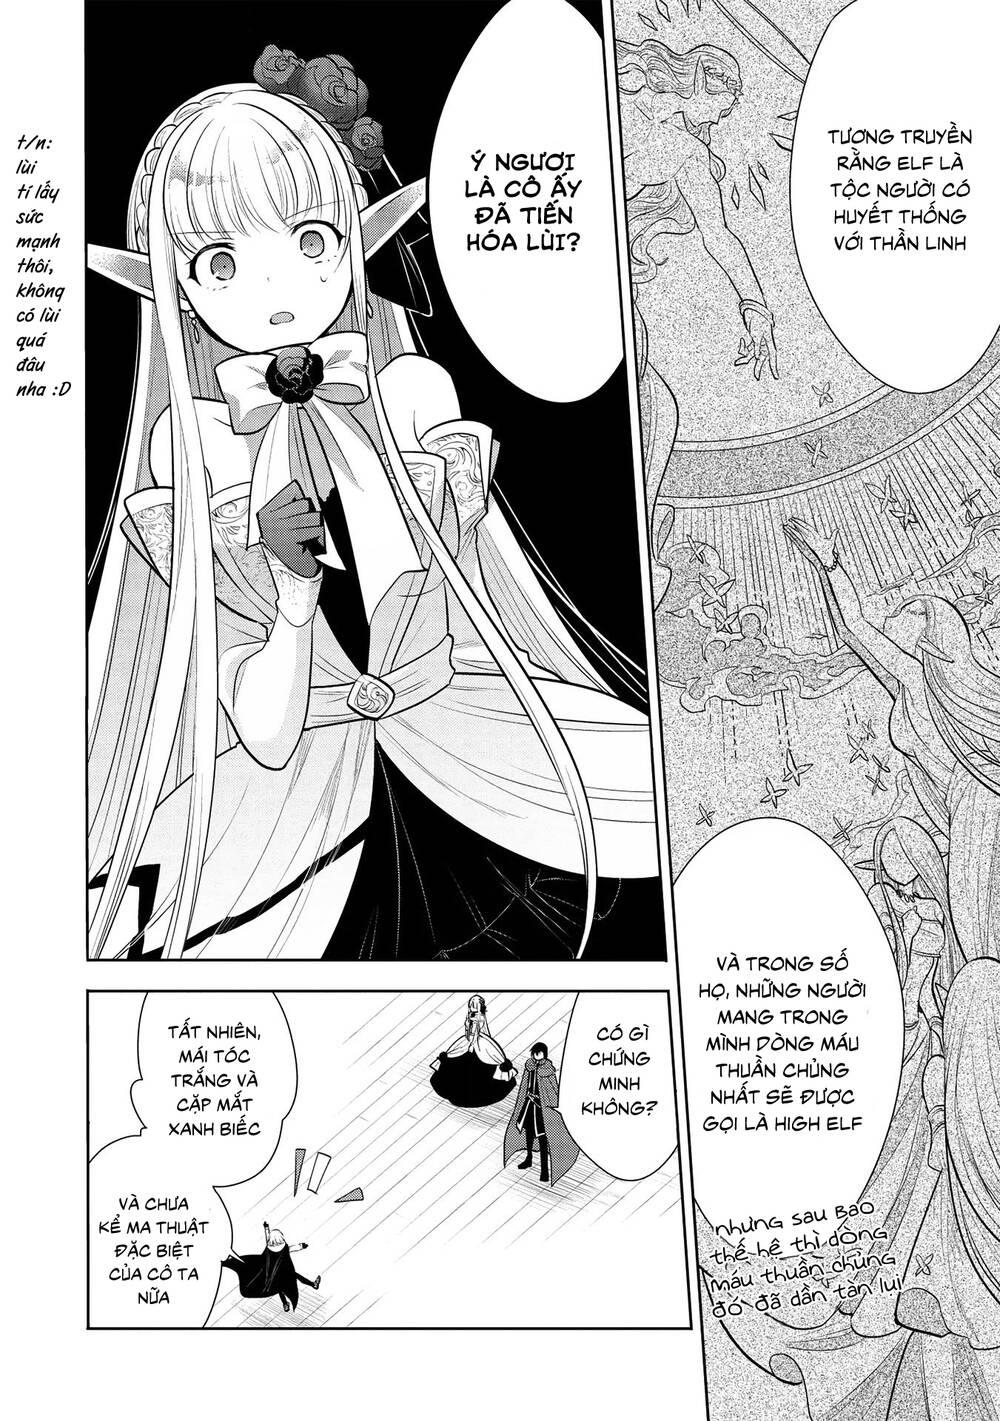 TƯƠNG TRUYỀN
RẰNG ELF LÀ
TỘC NGƯỜI CÓ
HUYẾT THỐNG
VỚI THẦN LINH
VÀ TRONG SỐ
HỌ, NHỮNG NGƯỜI
MANG TRONG
MÌNH DÒNG MÁU
THUẦN CHỦNG
NHẤT SẼ ĐƯỢC
GỌI LÀ HIGH ELF
nhưng sau bao
thế hệ thì dòng
máu thuần chủng
đó đã dần tàn lụi
Ý NGƯƠI
LÀ CÔ ẤY
ĐÃ TIẾN
HÓA LÙI?
t/n:
lùi
tí lấy
sức
mạnh
thôi,
không
có lùi
quá
đâu
nha :D
CÓ GÌ
CHỨNG
MINH
KHÔNG?
TẤT NHIÊN,
MÁI TÓC
TRẮNG VÀ
CẶP MẮT
XANH BIẾC
VÀ CHƯA
KỂ MA THUẬT
ĐẶC BIỆT
CỦA CÔ TA
NỮA